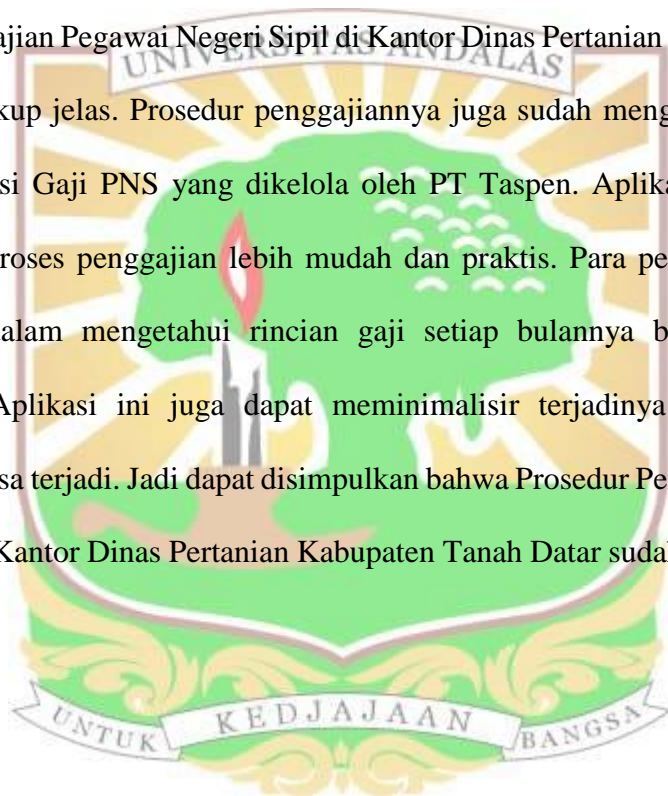 ajian Pegawai Negeri Sipil di Kantor Dinas Pertanian
UNIVERSITAS ANDALAS
kup jelas. Prosedur penggajiannya juga sudah meng
si Gaji PNS yang dikelola oleh PT Taspen. Aplika
roses penggajian lebih mudah dan praktis. Para pe
dalam mengetahui rincian gaji setiap bulannya b
Aplikasi ini juga dapat meminimalisir terjadinya
sa terjadi. Jadi dapat disimpulkan bahwa Prosedur Pe
Kantor Dinas Pertanian Kabupaten Tanah Datar suda
UNTUK KEDJAJAAN BANGSA